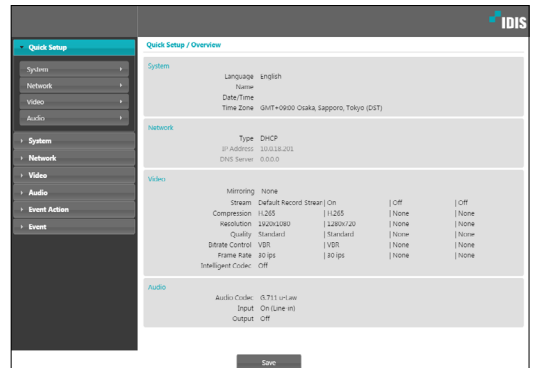 IDIS
Quick Setup
System
Network
Video
Audio
System
Network
Video
Audio
Event Action
Event
Quick Setup / Overview
System
Language English
Name
Date/Time
Time Zone GMT+09:00 Osaka, Sapporo, Tokyo (DST)
Network
Type DHCP
IP Address 10.0.18.201
DNS Server 0.0.0.0
Video
Mirroring None
Stream Default Record Strear | On | Off | Off
Compression H.265 | H.265 | None | None
Resolution 1920x1080 | 1280x720 | None | None
Quality Standard | Standard | None | None
Bitrate Control VBR | VBR | None | None
Frame Rate 30 ips | 30 ips | None | None
Intelligent Codec Off
Audio
Audio Codec G.711 u-Law
Input On (Line-in)
Output Off
Save